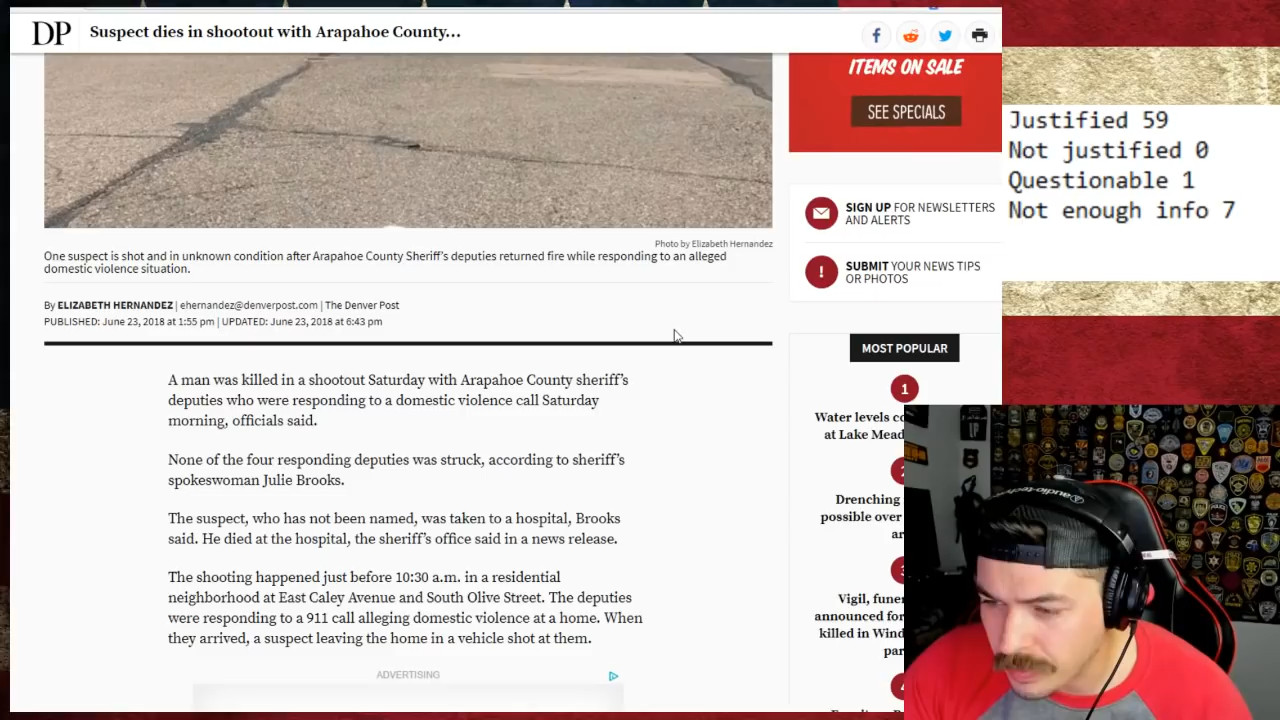 DP
Suspect dies in shootout with Arapahoe County...
ITEMS ON SALE
SEE SPECIALS
Photo by Elizabeth Hernandez
One suspect is shot and in unknown condition after Arapahoe County Sheriff's deputies returned fire while responding to an alleged
domestic violence situation.
By ELIZABETH HERNANDEZ | ehernandez@denverpost.com | The Denver Post
PUBLISHED: June 23, 2018 at 1:55 pm | UPDATED: June 23, 2018 at 6:43 pm
A man was killed in a shootout Saturday with Arapahoe County sheriff's
deputies who were responding to a domestic violence call Saturday
morning, officials said.
None of the four responding deputies was struck, according to sheriff's
spokeswoman Julie Brooks.
The suspect, who has not been named, was taken to a hospital, Brooks
said. He died at the hospital, the sheriff's office said in a news release.
The shooting happened just before 10:30 a.m. in a residential
neighborhood at East Caley Avenue and South Olive Street. The deputies
were responding to a 911 call alleging domestic violence at a home. When
they arrived, a suspect leaving the home in a vehicle shot at them.
ADVERTISING
SIGN UP FOR NEWSLETTERS
AND ALERTS
SUBMIT YOUR NEWS TIPS
OR PHOTOS
MOST POPULAR
1
Water levels
at Lake
Drenching
possible over
Vigil,
announced
killed in
Justified 59
Not justified 0
Questionable 1
Not enough info 7
audio-technica